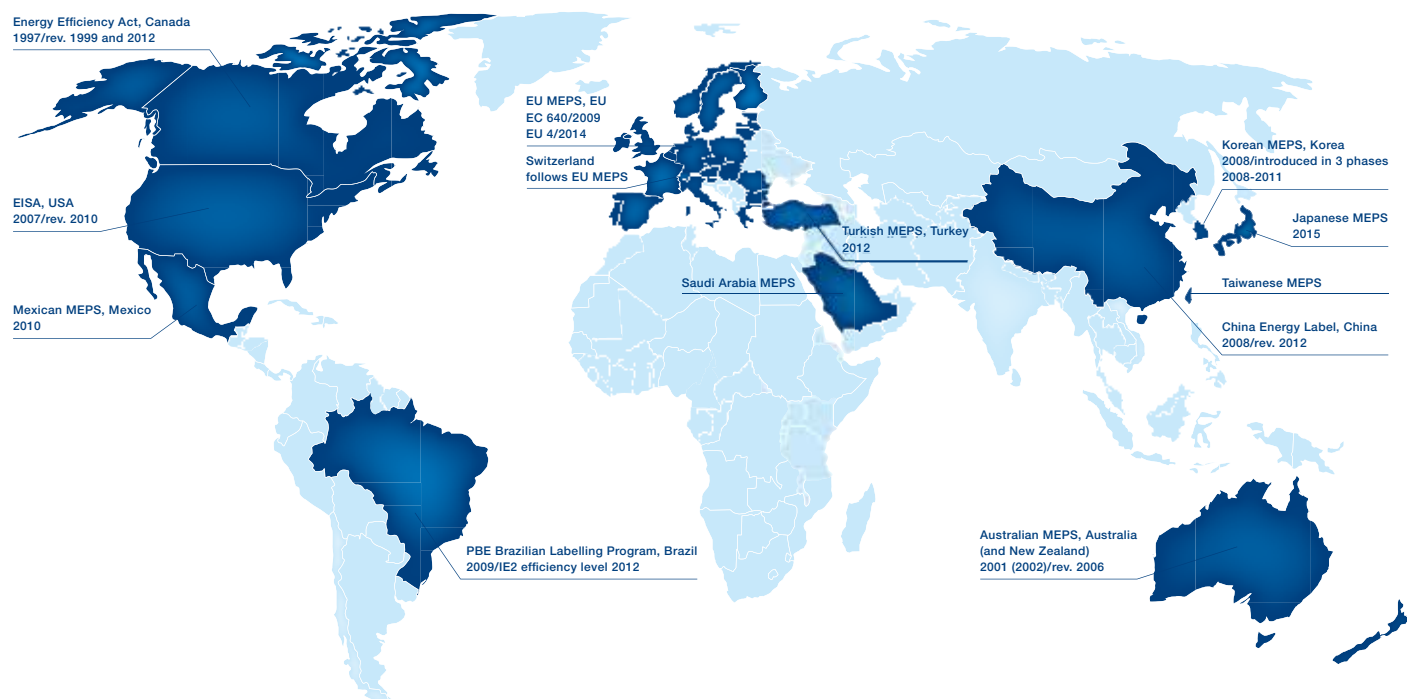 Energy Efficiency Act, Canada
1997/rev. 1999 and 2012
EU MEPS, EU
EC 640/2009
EU 4/2014
Switzerland
follows EU MEPS
Korean MEPS, Korea
2008/introduced in 3 phases
2008-2011
EISA, USA
2007/rev. 2010
Turkish MEPS, Turkey
2012
Japanese MEPS
2015
Saudi Arabia MEPS
Taiwanese MEPS
Mexican MEPS, Mexico
2010
China Energy Label, China
2008/rev. 2012
PBE Brazilian Labelling Program, Brazil
2009/IE2 efficiency level 2012
Australian MEPS, Australia
(and New Zealand)
2001 (2002)/rev. 2006